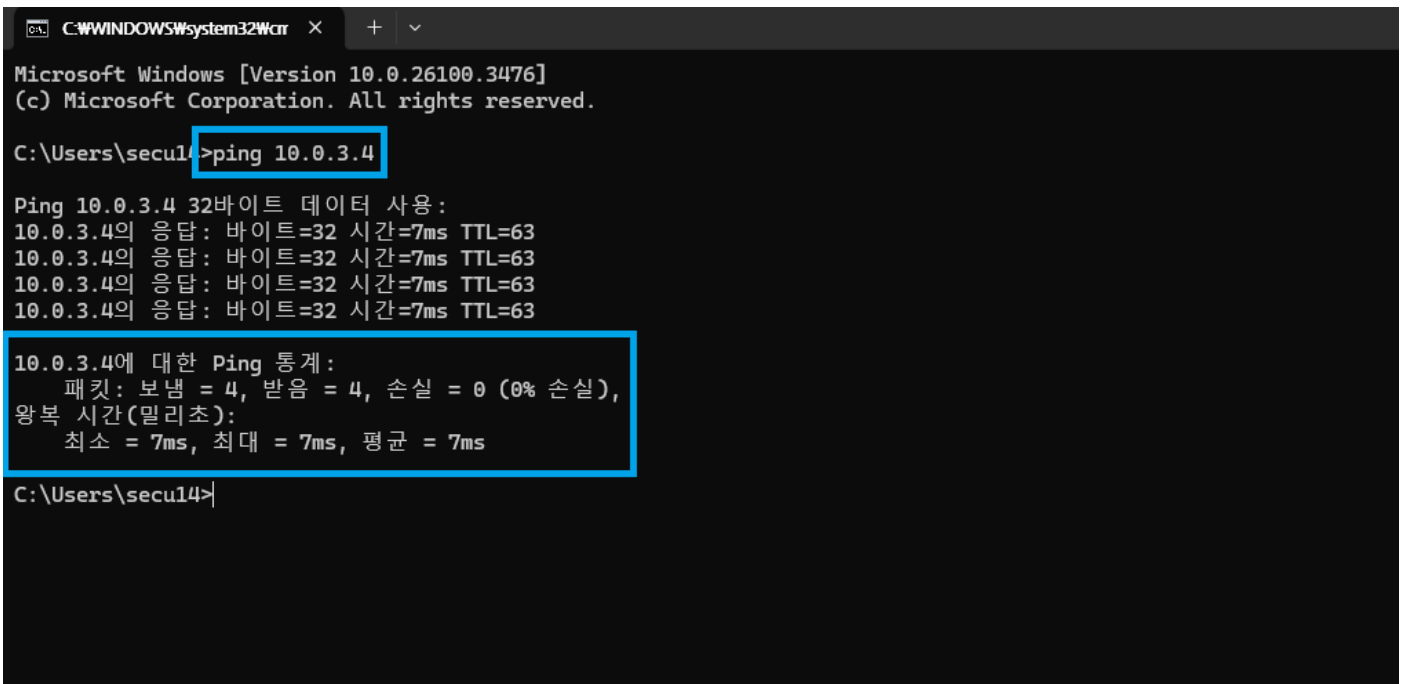 C:₩WINDOWS₩system32₩cm
Microsoft Windows [Version 10.0.26100.3476]
(c) Microsoft Corporation. All rights reserved.
C:\Users\secu14>ping 10.0.3.4
Ping 10.0.3.4 32바이트 데이터 사용:
10.0.3.4의 응답: 바이트=32 시간=7ms TTL=63
10.0.3.4의 응답: 바이트=32 시간=7ms TTL=63
10.0.3.4의 응답: 바이트=32 시간=7ms TTL=63
10.0.3.4의 응답: 바이트=32 시간=7ms TTL=63
10.0.3.4에 대한 Ping 통계:
패킷: 보냄 = 4, 받음 = 4, 손실 = 0 (0% 손실),
왕복 시간(밀리초):
최소 = 7ms, 최대 = 7ms, 평균 = 7ms
C:\Users\secu14>